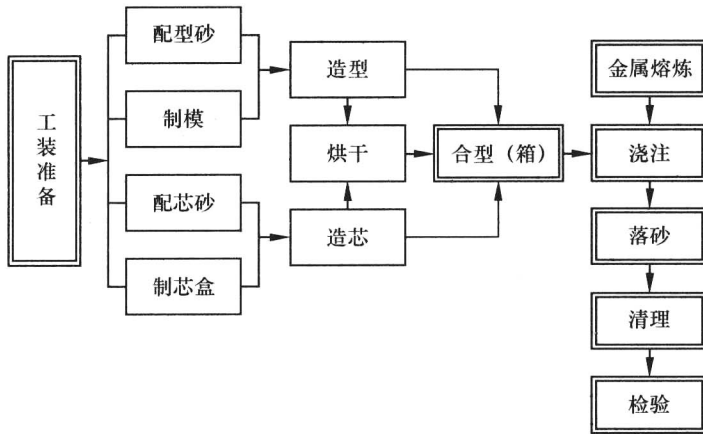 工装准备
配型砂
制模
配芯砂
制芯盒
造型
烘干
造芯
合型（箱）
金属熔炼
浇注
落砂
清理
检验